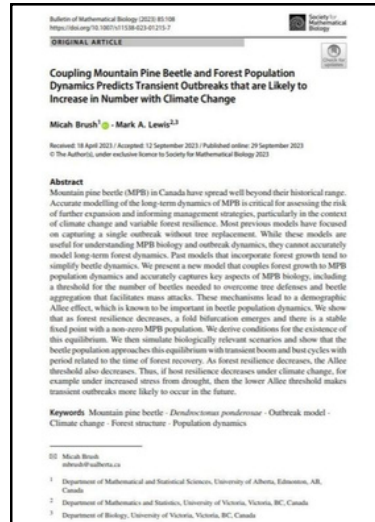 Bulletin of Mathematical Biology (2023) 85:108
https://doi.org/10.1007/s11538-023-01215-7
Society for
Mathematical
Biology
ORIGINAL ARTICLE
Check for
updates
Coupling Mountain Pine Beetle and Forest Population
Dynamics Predicts Transient Outbreaks that are Likely to
Increase in Number with Climate Change
Micah Brush1 · Mark A. Lewis2,3
Received: 18 April 2023 / Accepted: 12 September 2023 / Published online: 29 September 2023
© The Author(s), under exclusive licence to Society for Mathematical Biology 2023
Abstract
Mountain pine beetle (MPB) in Canada have spread well beyond their historical range.
Accurate modelling of the long-term dynamics of MPB is critical for assessing the risk
of further expansion and informing management strategies, particularly in the context
of climate change and variable forest resilience. Most previous models have focused
on capturing a single outbreak without tree replacement. While these models are
useful for understanding MPB biology and outbreak dynamics, they cannot accurately
model long-term forest dynamics. Past models that incorporate forest growth tend to
simplify beetle dynamics. We present a new model that couples forest growth to MPB
population dynamics and accurately captures key aspects of MPB biology, including
a threshold for the number of beetles needed to overcome tree defenses and beetle
aggregation that facilitates mass attacks. These mechanisms lead to a demographic
Allee effect, which is known to be important in beetle population dynamics. We show
that as forest resilience decreases, a fold bifurcation emerges and there is a stable
fixed point with a non-zero MPB population. We derive conditions for the existence of
this equilibrium. We then simulate biologically relevant scenarios and show that the
beetle population approaches this equilibrium with transient boom and bust cycles with
period related to the time of forest recovery. As forest resilience decreases, the Allee
threshold also decreases. Thus, if host resilience decreases under climate change, for
example under increased stress from drought, then the lower Allee threshold makes
transient outbreaks more likely to occur in the future.
Keywords Mountain pine beetle · Dendroctonus ponderosae · Outbreak model ·
Climate change · Forest structure · Population dynamics
Micah Brush
mbrush@ualberta.ca
1 Department of Mathematical and Statistical Sciences, University of Alberta, Edmonton, AB,
Canada
2 Department of Mathematics and Statistics, University of Victoria, Victoria, BC, Canada
3 Department of Biology, University of Victoria, Victoria, BC, Canada